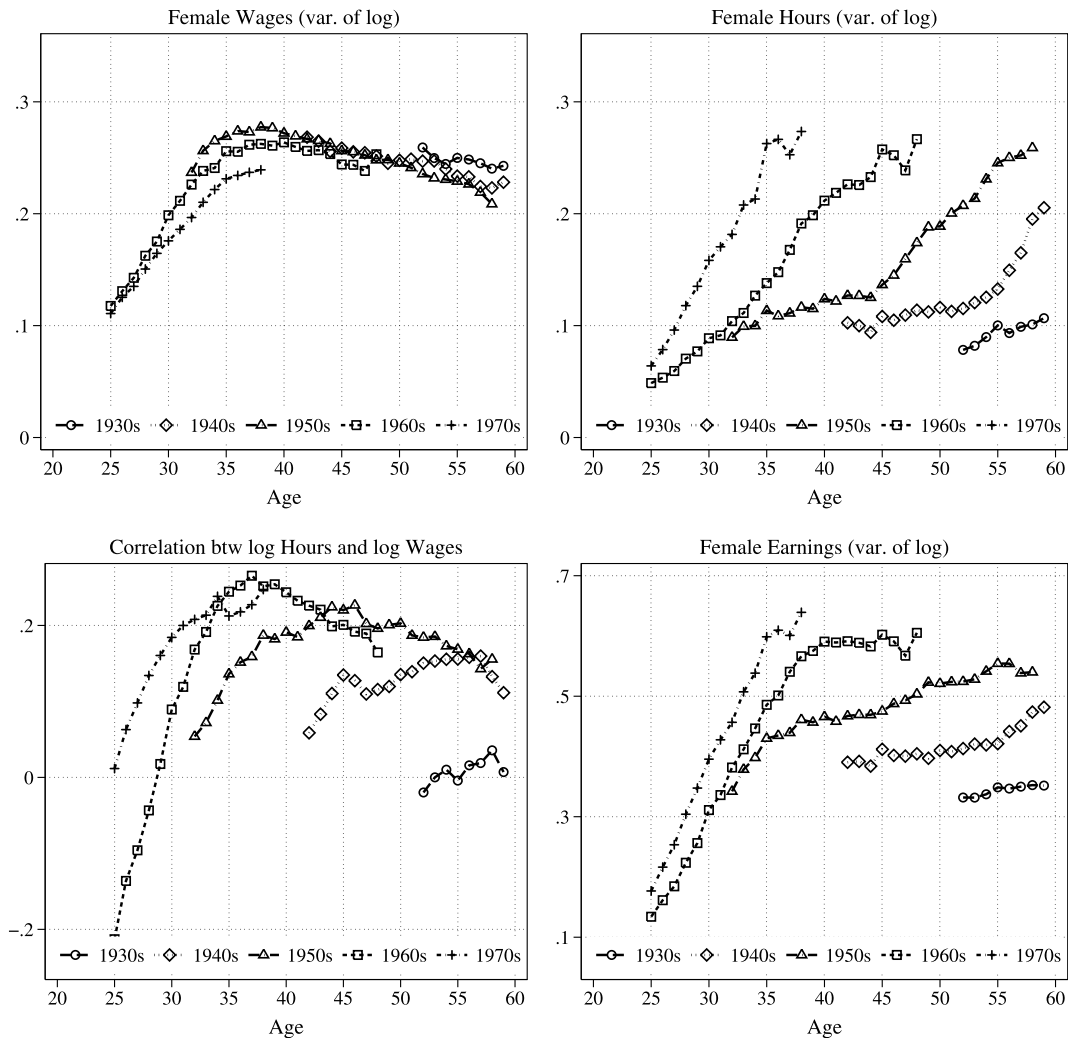 Female Wages (var. of log)
.3
.2
.1
0
1930s 1940s 1950s 1960s 1970s
20 25 30 35 40 45 50 55 60
Age
Female Hours (var. of log)
.3
.2
.1
0
1930s 1940s 1950s 1960s 1970s
20 25 30 35 40 45 50 55 60
Age
Correlation btw log Hours and log Wages
.2
0
−.2
1930s 1940s 1950s 1960s 1970s
20 25 30 35 40 45 50 55 60
Age
Female Earnings (var. of log)
.7
.5
.3
.1
1930s 1940s 1950s 1960s 1970s
20 25 30 35 40 45 50 55 60
Age